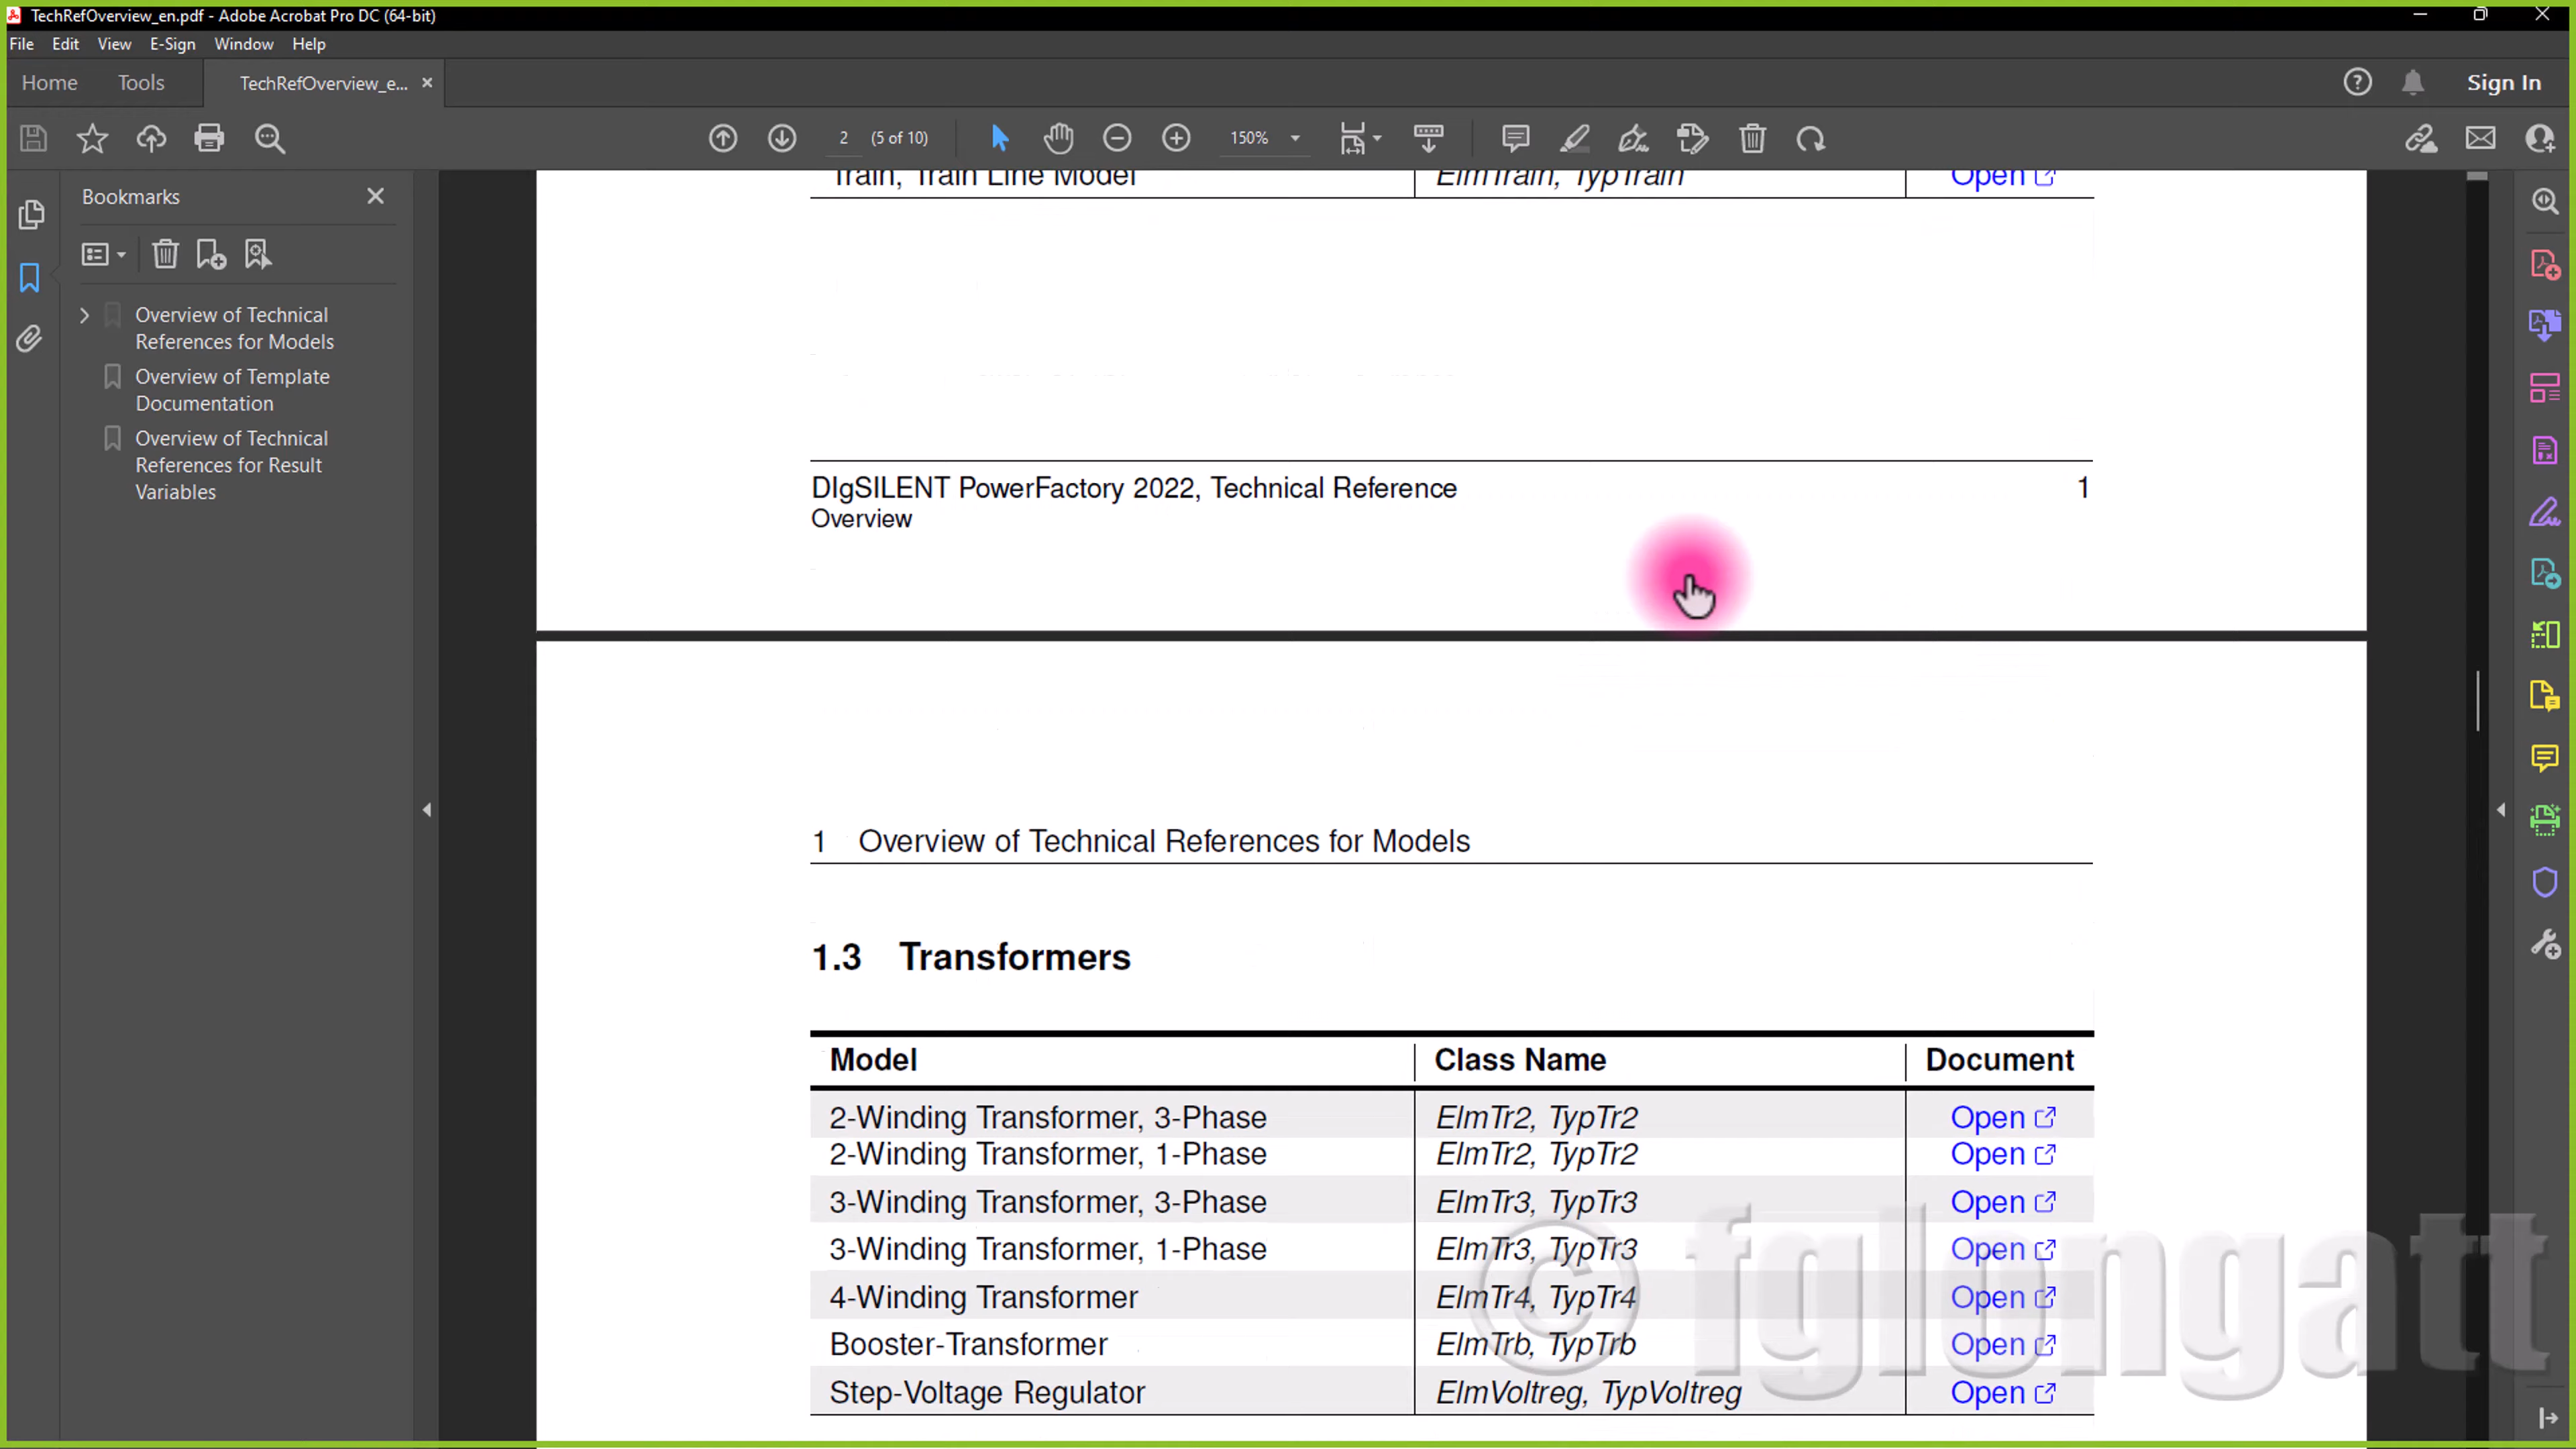 TechRefOverview_en.pdf - Adobe Acrobat Pro DC (64-bit)
File Edit View E-Sign Window Help
Home Tools TechRefOverview_e... Sign In
2 (5 of 10) 150%
Bookmarks
Overview of Technical
References for Models
Overview of Template
Documentation
Overview of Technical
References for Result
Variables
Train, Train Line Model ElmTrain, TypTrain Open
DIgSILENT PowerFactory 2022, Technical Reference 1
Overview
1 Overview of Technical References for Models
1.3 Transformers
Model Class Name Document
2-Winding Transformer, 3-Phase ElmTr2, TypTr2 Open
2-Winding Transformer, 1-Phase ElmTr2, TypTr2 Open
3-Winding Transformer, 3-Phase ElmTr3, TypTr3 Open
3-Winding Transformer, 1-Phase ElmTr3, TypTr3 Open
4-Winding Transformer ElmTr4, TypTr4 Open
Booster-Transformer ElmTrb, TypTrb Open
Step-Voltage Regulator ElmVoltreg, TypVoltreg Open
© fglongatt